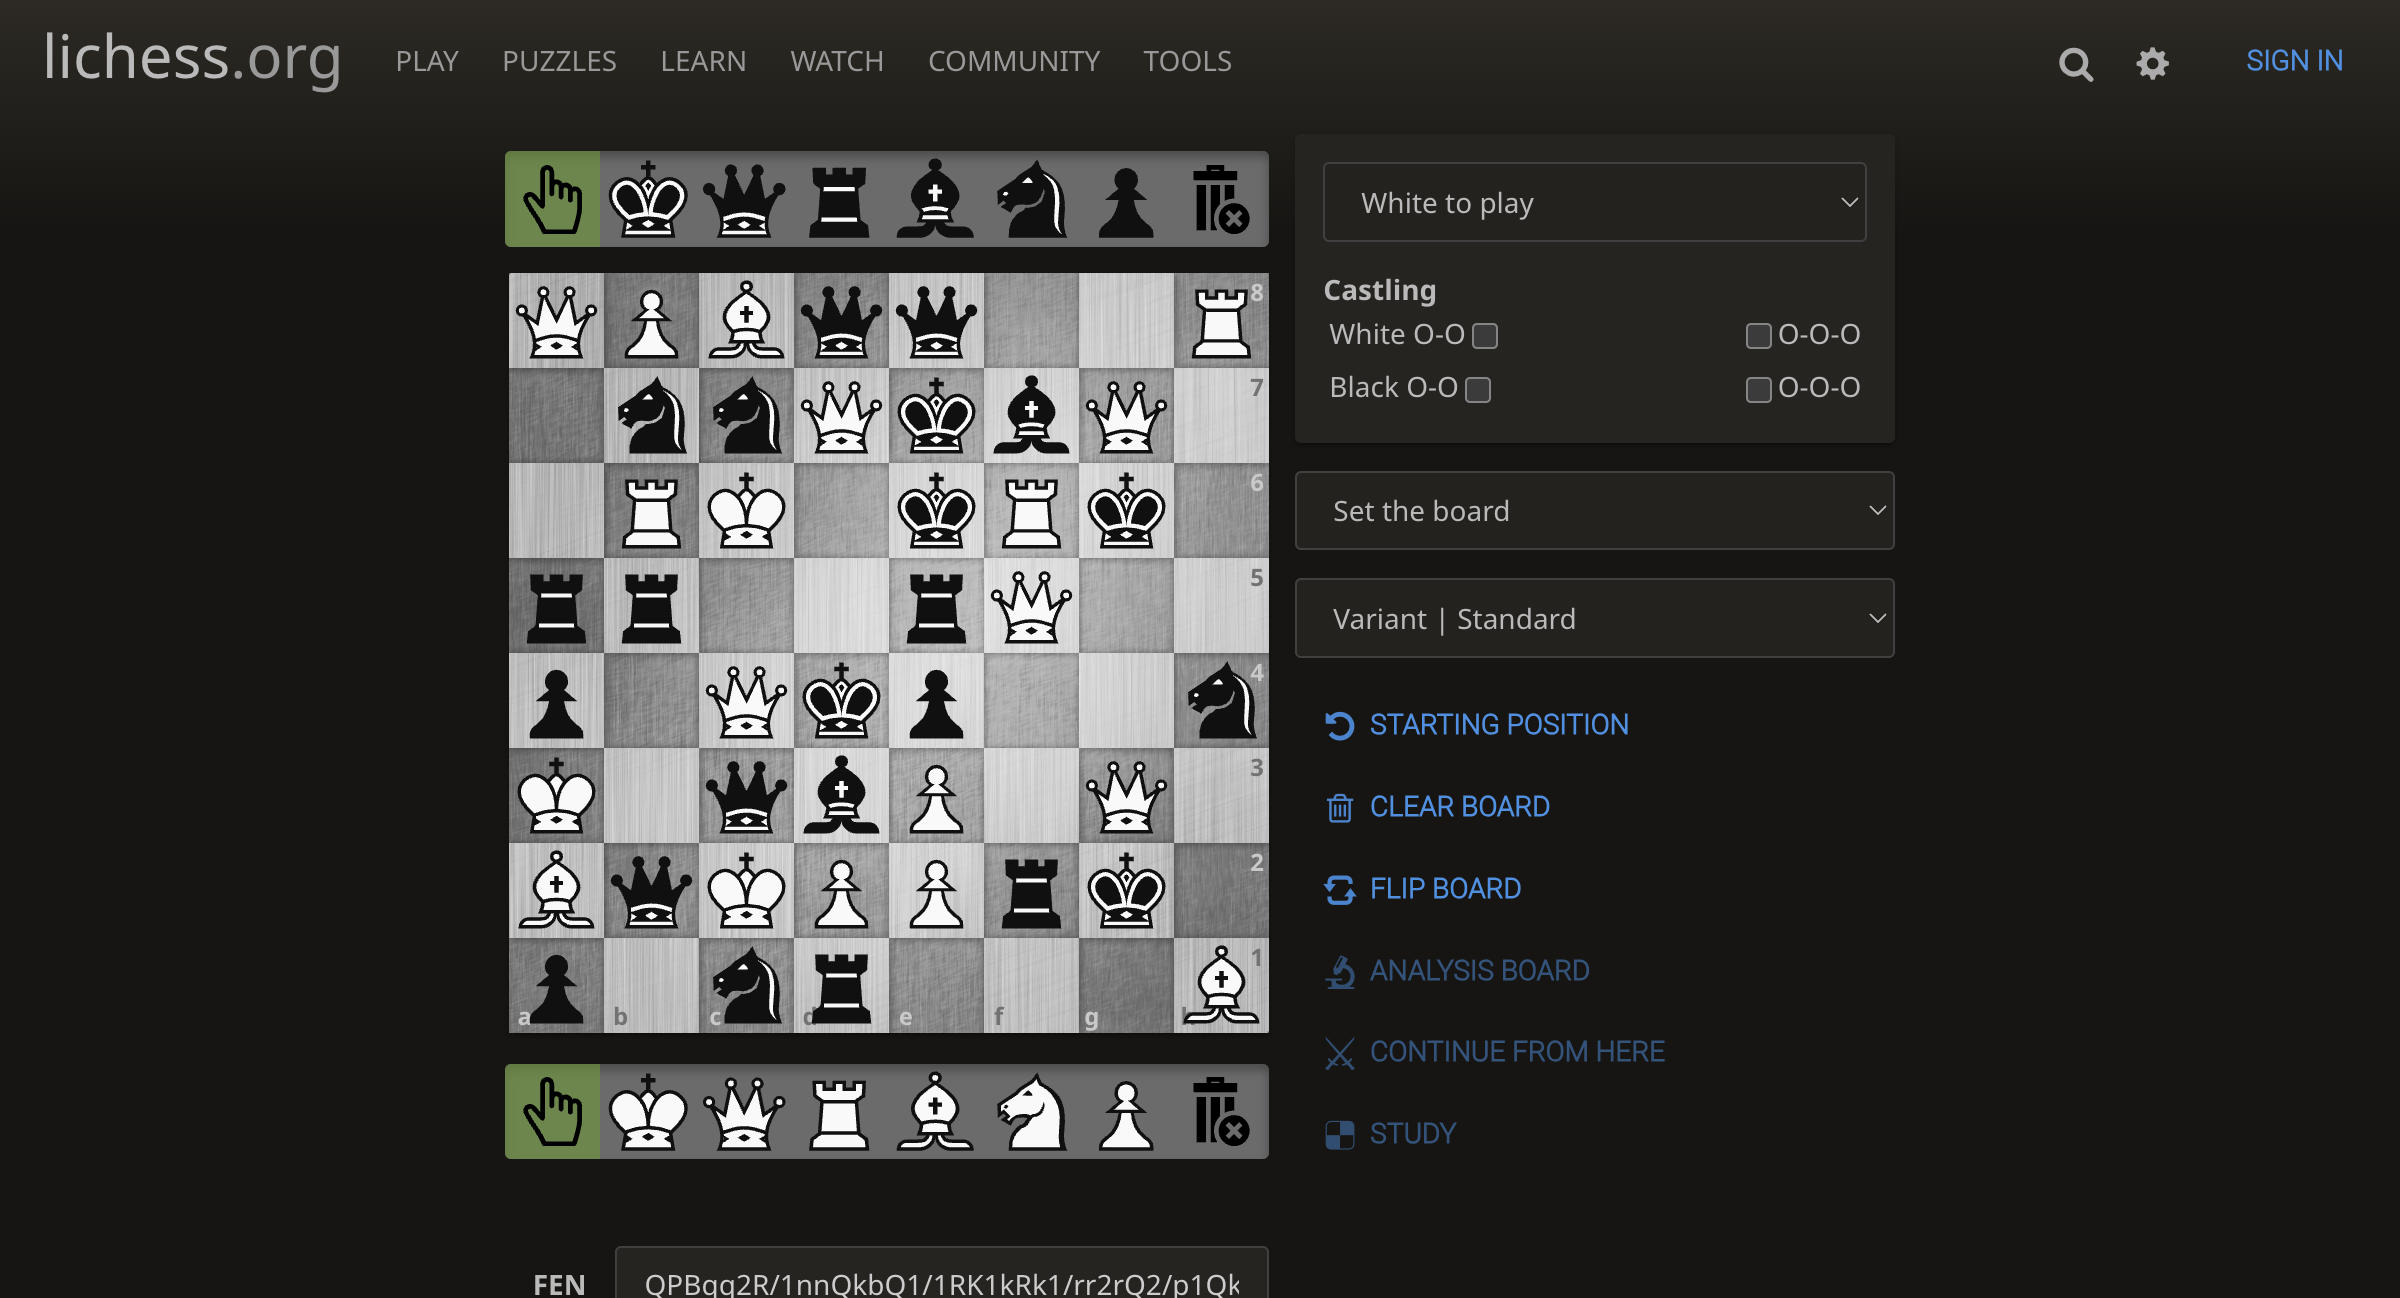 lichess.org PLAY PUZZLES LEARN WATCH COMMUNITY TOOLS SIGN IN
White to play
Castling
White O-O O-O-O
Black O-O O-O-O
Set the board
Variant | Standard
STARTING POSITION
CLEAR BOARD
FLIP BOARD
ANALYSIS BOARD
CONTINUE FROM HERE
STUDY
8
7
6
5
4
3
2
1
a b c d e f g h
FEN QPBqq2R/1nnQkbQ1/1RK1kRk1/rr2rQ2/p1Qk